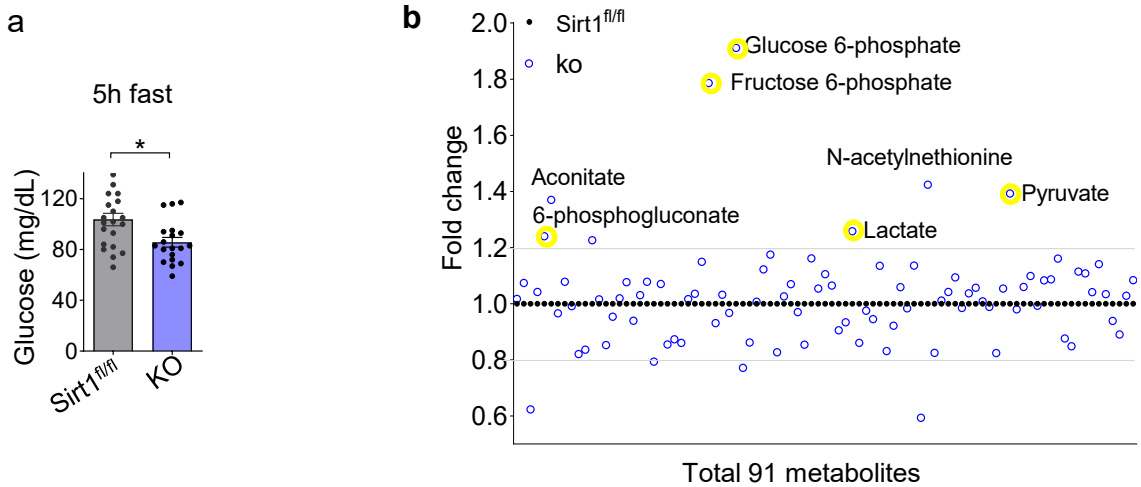 a
5h fast
*
Glucose (mg/dL)
120
80
40
0
Sirt1fl/fl
KO
b
Fold change
2.0
1.8
1.6
1.4
1.2
1.0
0.8
0.6
Sirt1fl/fl
ko
Glucose 6-phosphate
Fructose 6-phosphate
N-acetylnethionine
Aconitate
Pyruvate
6-phosphogluconate
Lactate
Total 91 metabolites